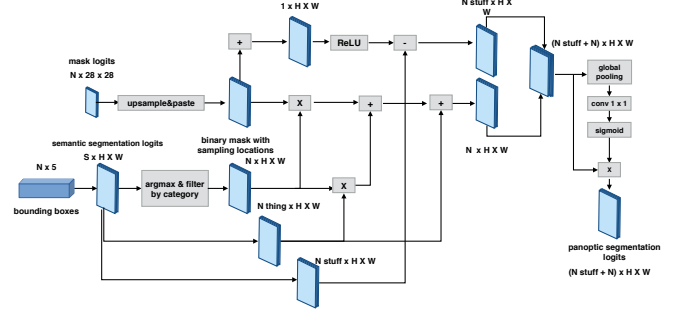 1 x H X W
N stuff x H X
W
+
ReLU
-
(N stuff + N) x H X W
mask logits
N x 28 x 28
global
pooling
upsample&paste
X
+
+
conv 1 x 1
sigmoid
semantic segmentation logits
S x H X W
binary mask with
sampling locations
N x H X W
N x H X W
N x 5
argmax & filter
by category
X
x
bounding boxes
N thing x H X W
panoptic segmentation
logits
(N stuff + N) x H X W
N stuff x H X W